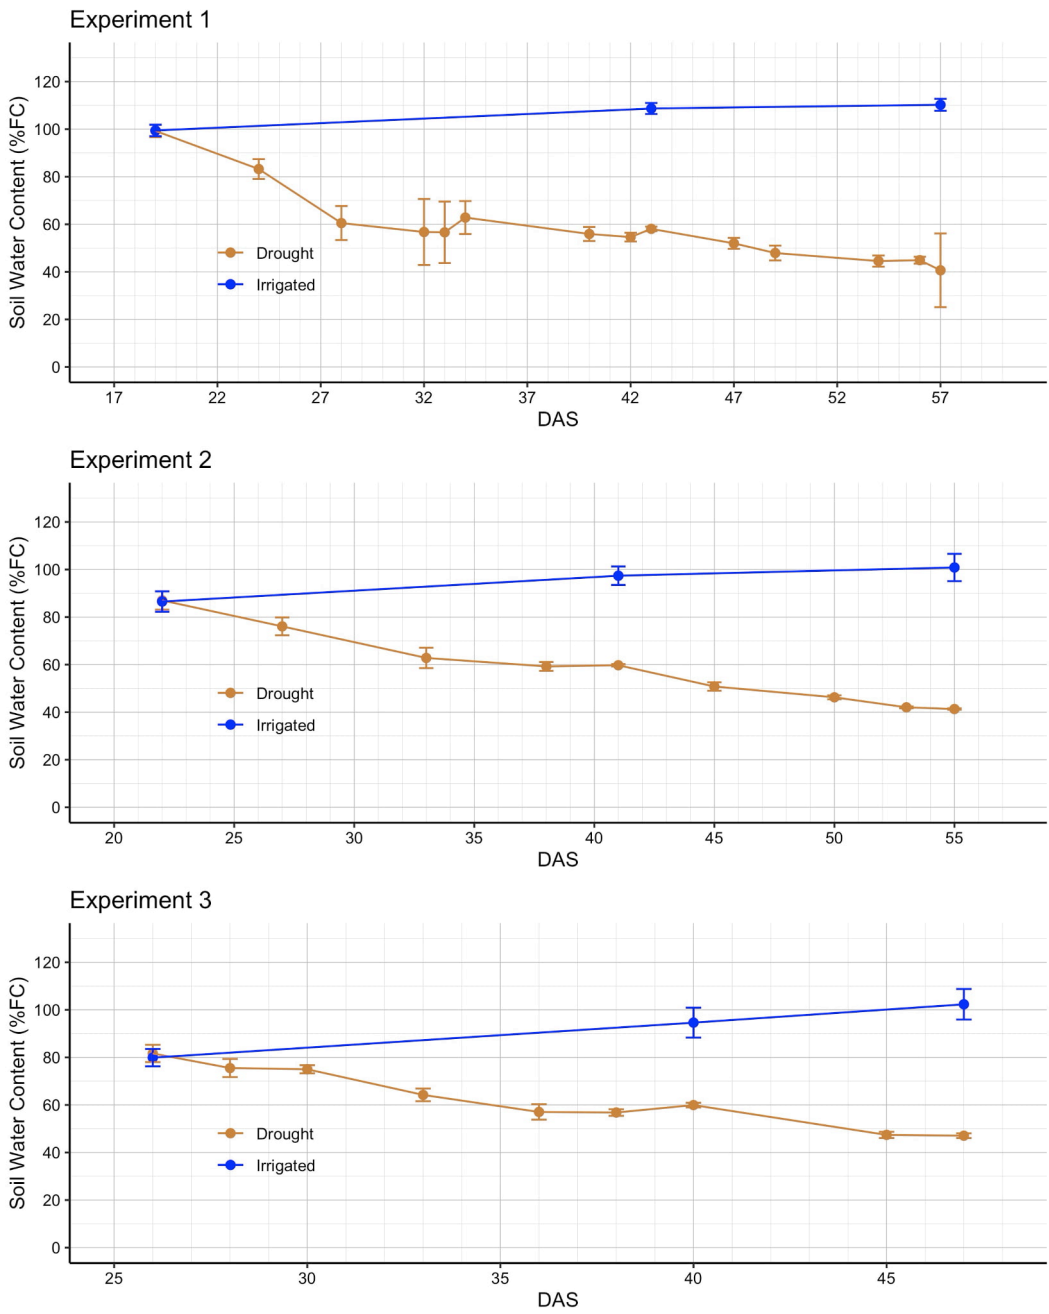 Experiment 1
Soil Water Content (%FC)
120
100
80
60
40
20
0
Drought
Irrigated
17 22 27 32 37 42 47 52 57
DAS
Experiment 2
Soil Water Content (%FC)
120
100
80
60
40
20
0
Drought
Irrigated
20 25 30 35 40 45 50 55
DAS
Experiment 3
Soil Water Content (%FC)
120
100
80
60
40
20
0
Drought
Irrigated
25 30 35 40 45
DAS